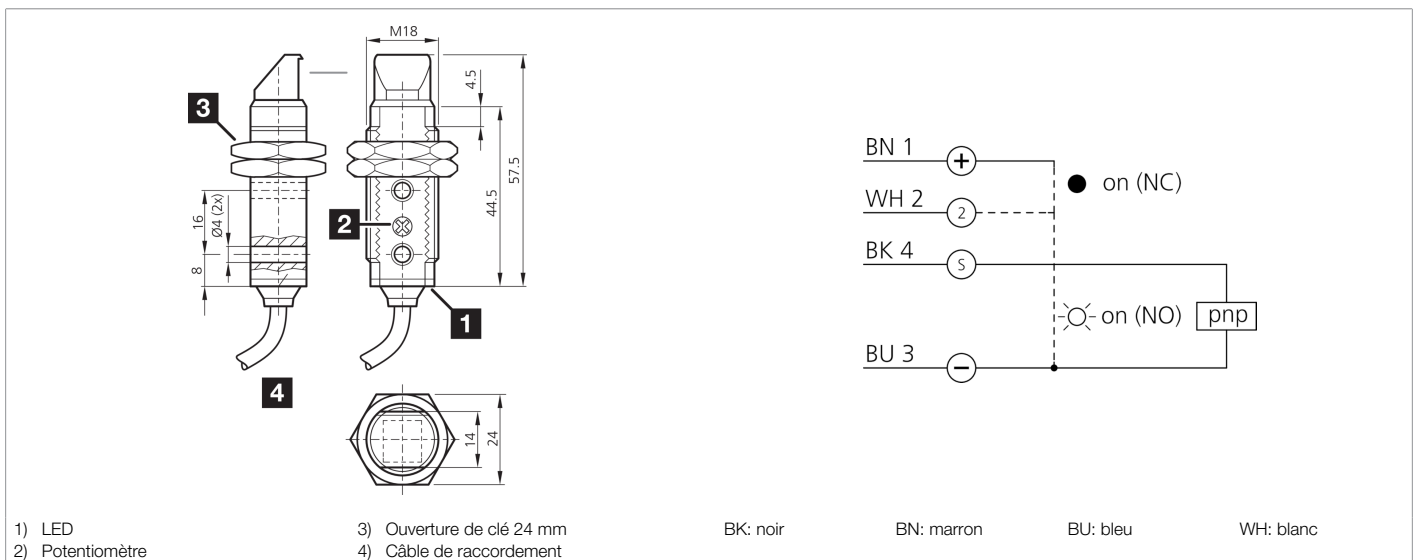 M18
4.5
3
57.5
44.5
16
Ø4 (2x)
2
8
1
4
14
24
BN 1
+
on (NC)
WH 2
2
BK 4
S
on (NO)
pnp
BU 3
−
1) LED
2) Potentiomètre
3) Ouverture de clé 24 mm
4) Câble de raccordement
BK: noir
BN: marron
BU: bleu
WH: blanc